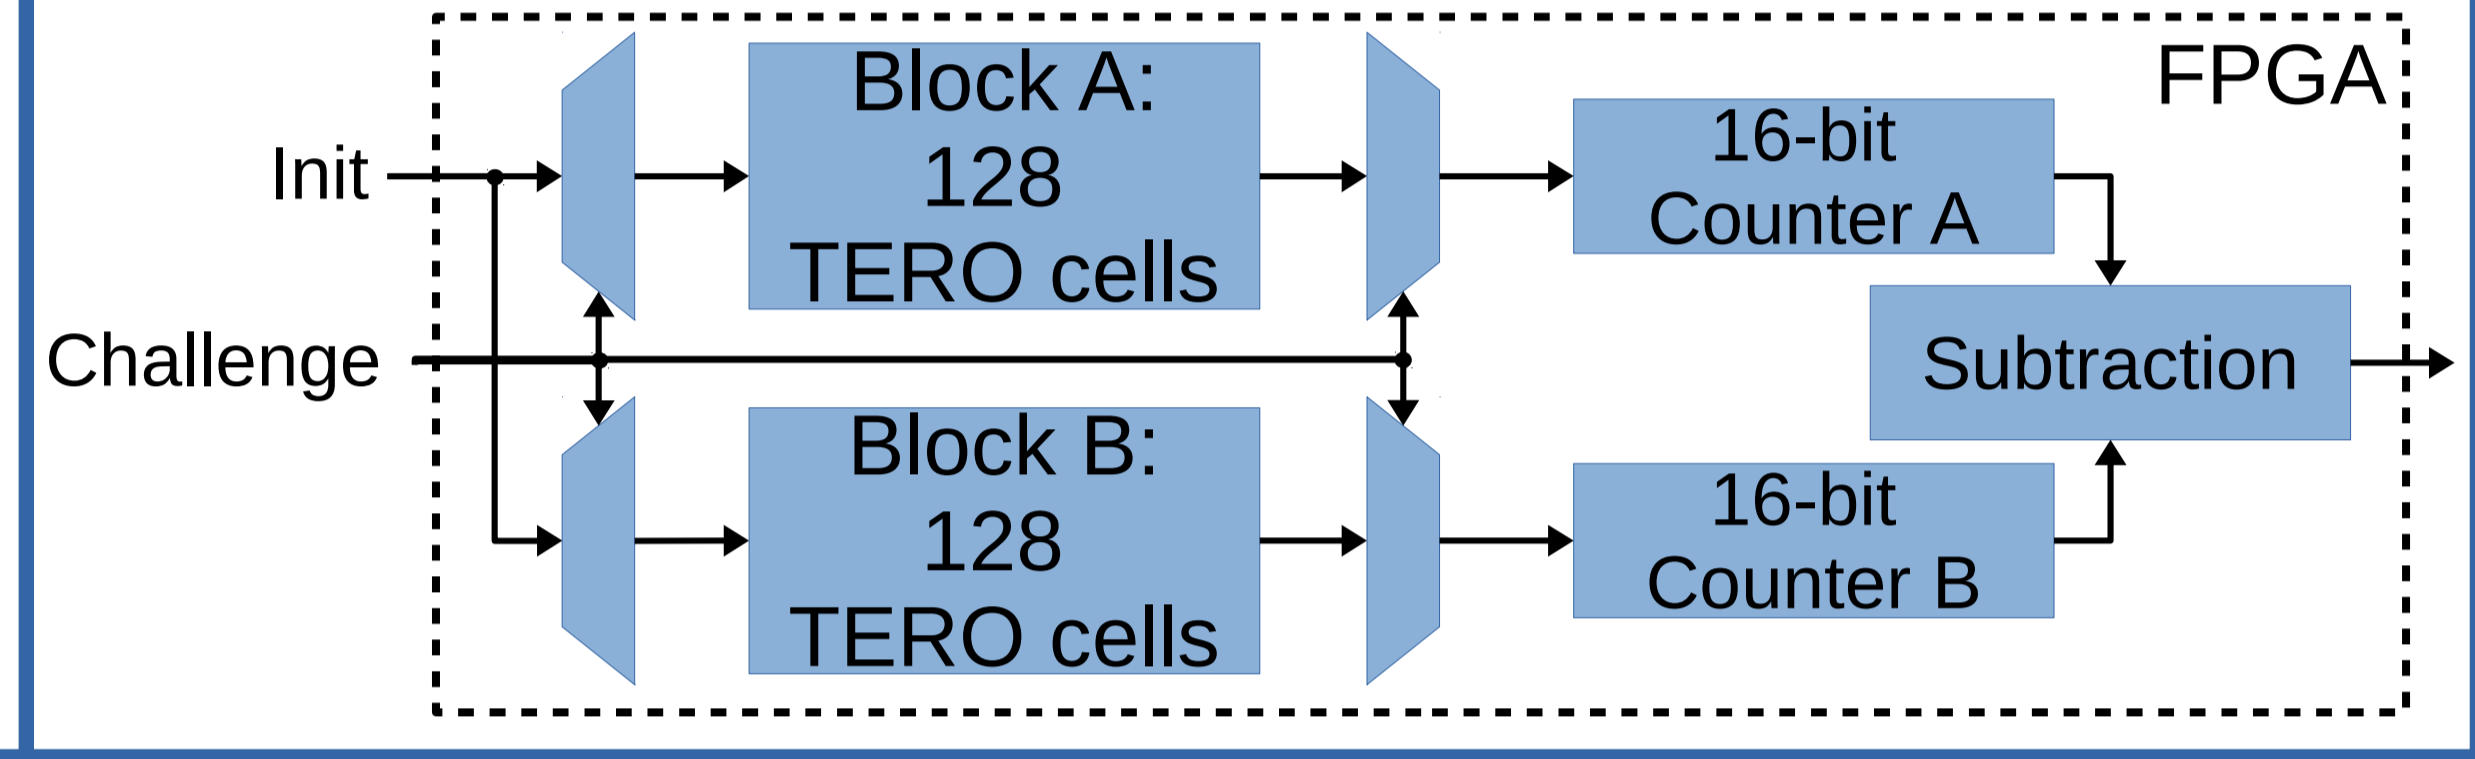 FPGA
Init
Challenge
Block A:
128
TERO cells
16-bit
Counter A
Subtraction
Block B:
128
TERO cells
16-bit
Counter B